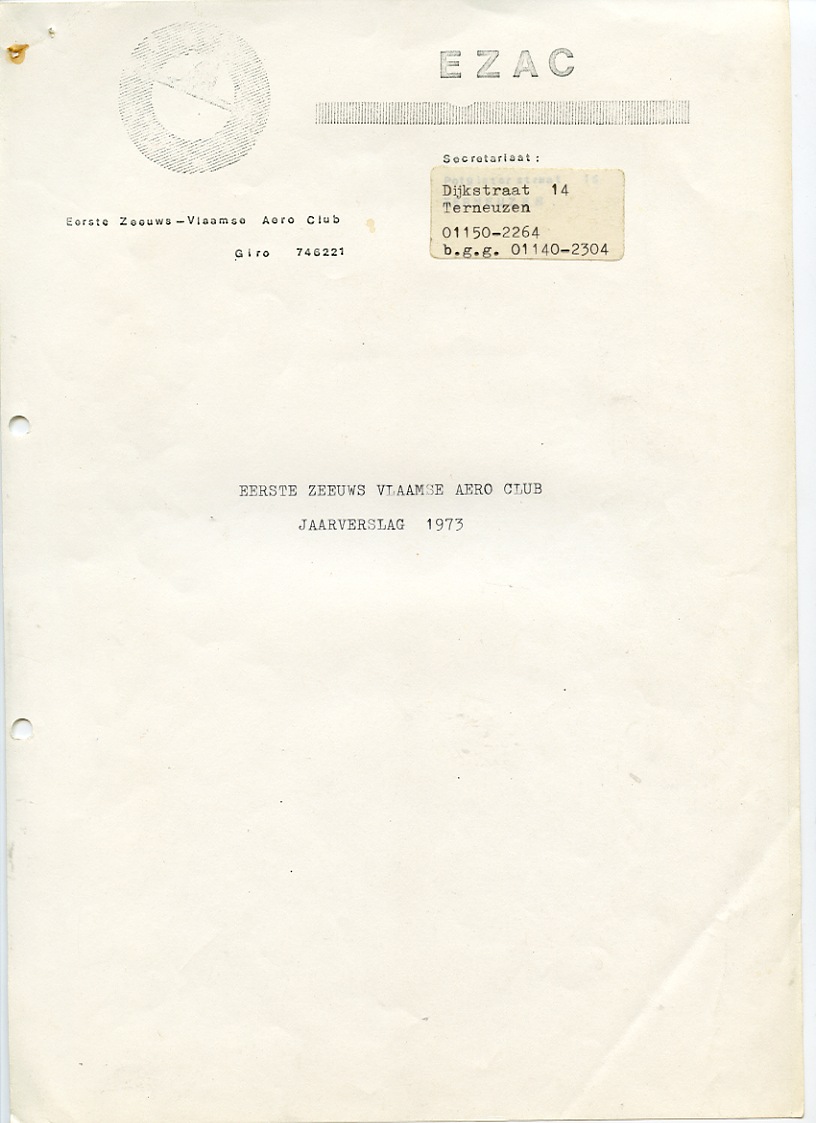 EZAC
Secretariaat:
Dijkstraat 14
Terneuzen
01150-2264
b.g.g. 01140-2304
Eerste Zeeuws-Vlaamse Aero Club
Giro 746221
EERSTE ZEEUWS VLAAMSE AERO CLUB
JAARVERSLAG 1973